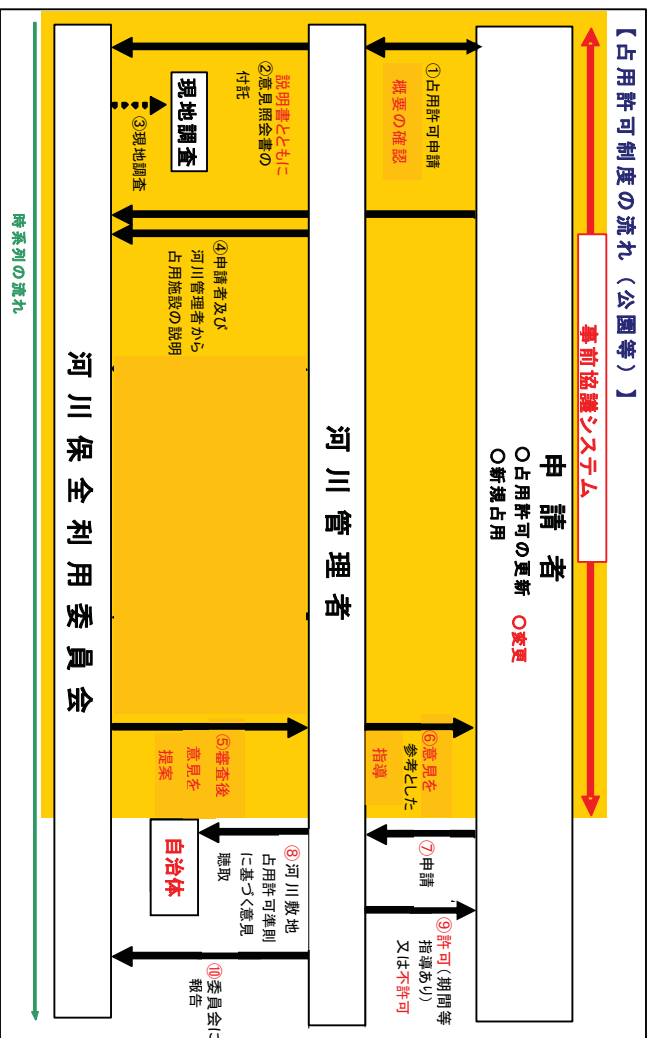 【占用許可制度の流れ（公園等）】
事前協議システム
申請者
○占用許可の更新 ○変更
○新規占用
①占用許可申請
概要の確認
説明書とともに
②意見照会書の
付託
現地調査
③現地調査
④申請者及び
河川管理者から
占用施設の説明
河川管理者
⑤審査後
意見を
提案
⑥意見を
参考とした
指導
⑦申請
⑧河川敷地
占用許可準則
に基づく意見
聴取
自治体
⑨許可（期間等
指導あり）
又は不許可
⑩委員会に
報告
河川保全利用委員会
時系列の流れ